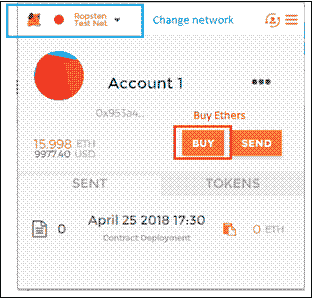 Ropsten
Test Net
Change network
Account 1
0x953a4...
Buy Ethers
15.998 ETH
9977.40 USD
BUY
SEND
SENT
TOKENS
0
April 25 2018 17:30
Contract Deployment
0 ETH